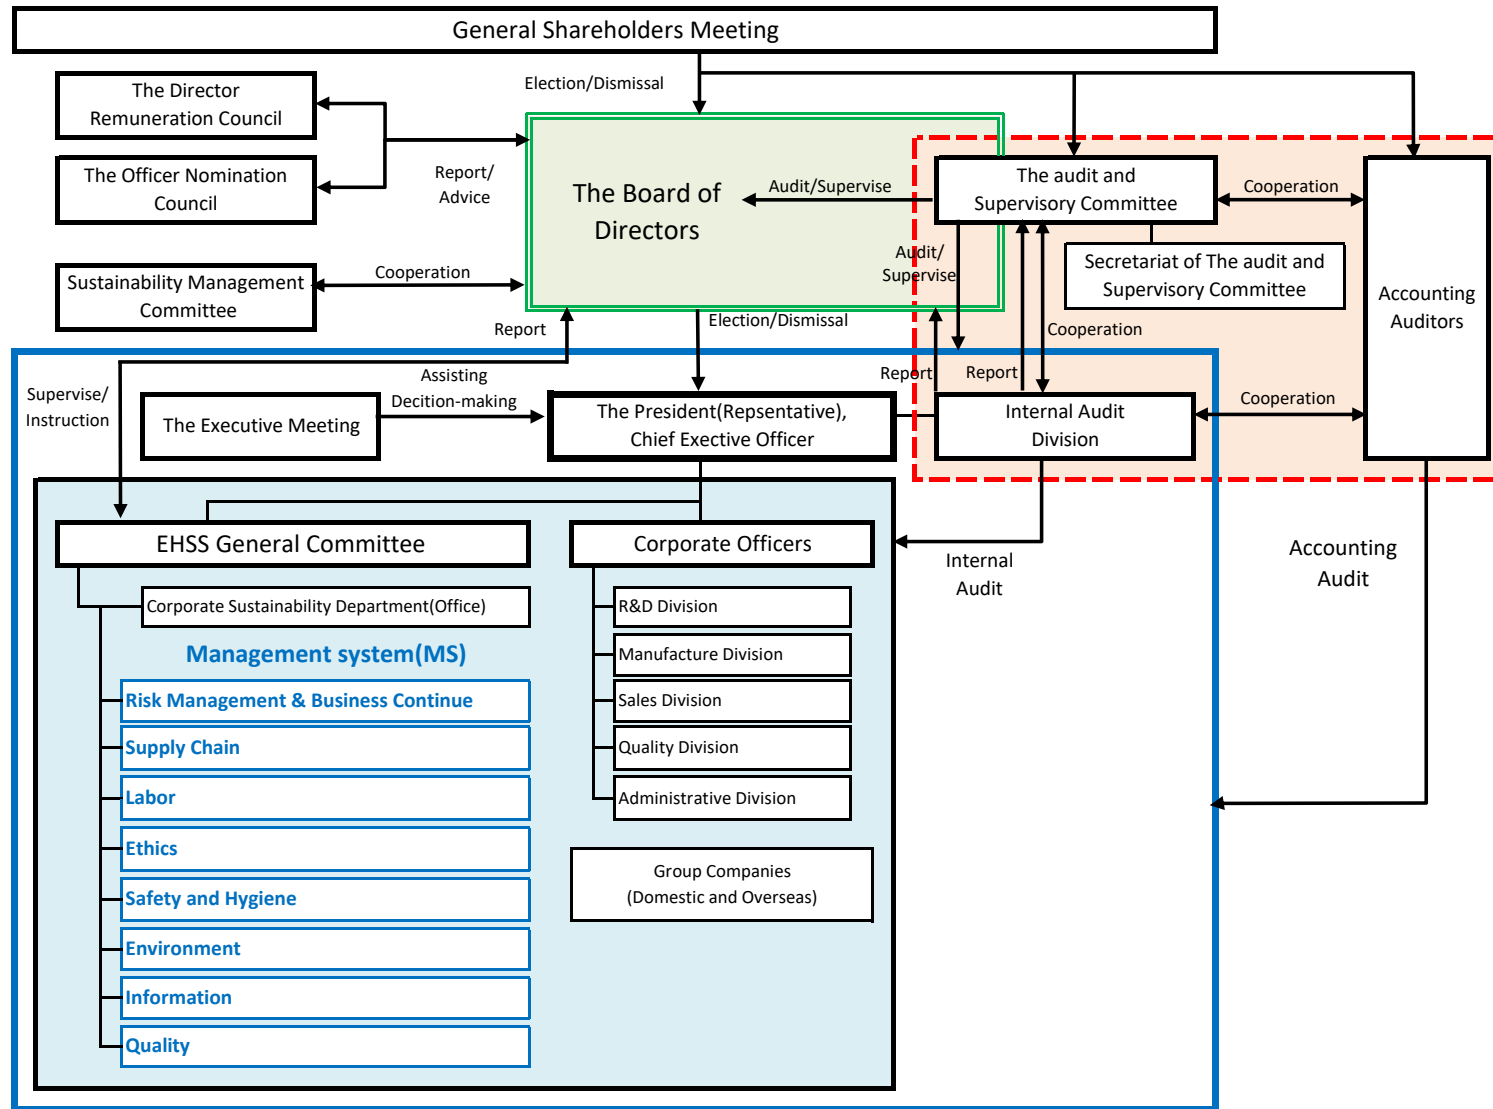 General Shareholders Meeting
Election/Dismissal
The Director
Remuneration Council
The Officer Nomination
Council
Report/
Advice
The Board of
Directors
Audit/Supervise
The audit and
Supervisory Committee
Cooperation
Secretariat of The audit and
Supervisory Committee
Accounting
Auditors
Sustainability Management
Committee
Cooperation
Audit/
Supervise
Report
Election/Dismissal
Cooperation
Report
Report
Supervise/
Instruction
Assisting
Decition-making
The Executive Meeting
The President(Repsentative),
Chief Exective Officer
Internal Audit
Division
Cooperation
EHSS General Committee
Corporate Officers
Internal
Audit
Accounting
Audit
Corporate Sustainability Department(Office)
Management system(MS)
Risk Management & Business Continue
Supply Chain
Labor
Ethics
Safety and Hygiene
Environment
Information
Quality
R&D Division
Manufacture Division
Sales Division
Quality Division
Administrative Division
Group Companies
(Domestic and Overseas)